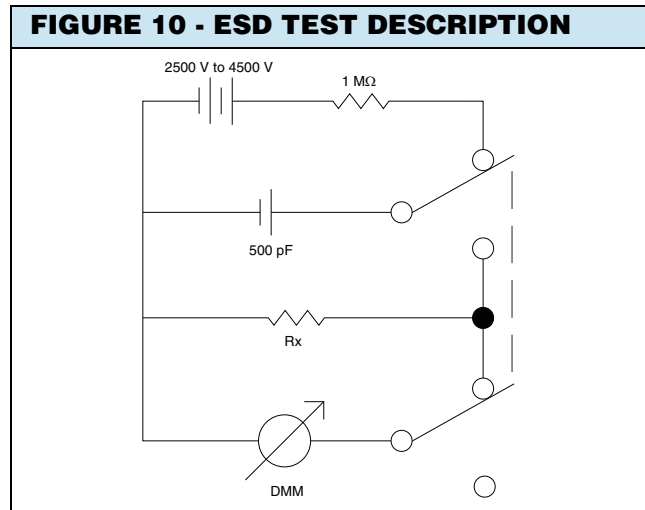 FIGURE 10 - ESD TEST DESCRIPTION
2500 V to 4500 V
1 MΩ
500 pF
Rx
DMM